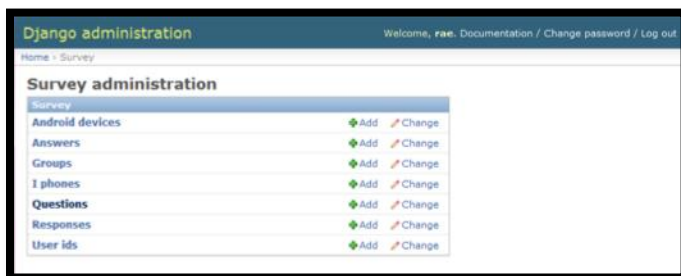 Django administration Welcome, rae. Documentation / Change password / Log out
Home › Survey
Survey administration
Survey
Android devices Add Change
Answers Add Change
Groups Add Change
I phones Add Change
Questions Add Change
Responses Add Change
User ids Add Change